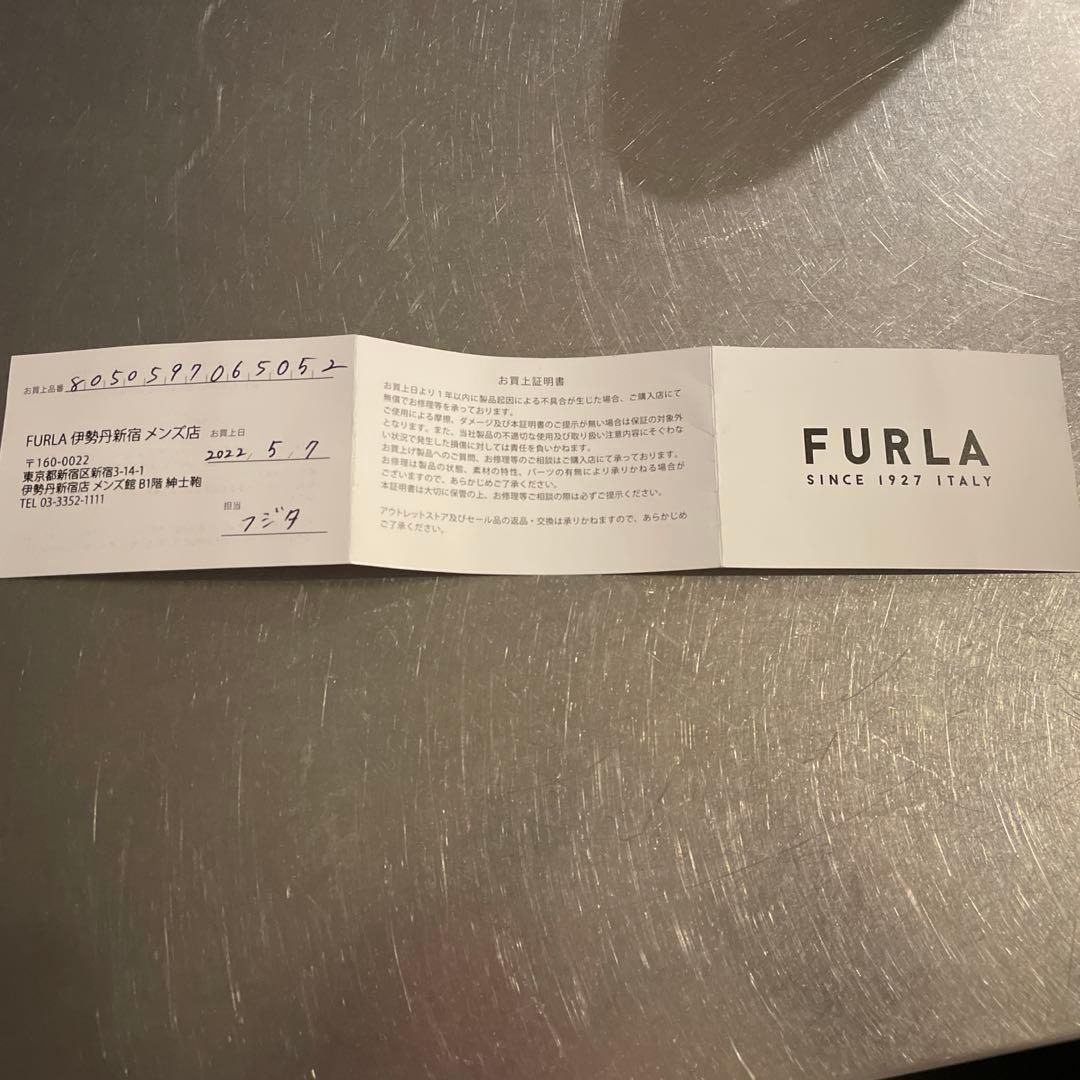 お買上品番 8050597065052
FURLA 伊勢丹新宿 メンズ店
〒160-0022
東京都新宿区新宿3-14-1
伊勢丹新宿店 メンズ館 B1階 紳士鞄
TEL 03-3352-1111
お買上日
2022, 5, 7
担当
フジタ
お買上証明書
お買上日より1年以内に製品起因による不具合が生じた場合、ご購入店にて
無償でお修理等を承っております。
ご使用による摩擦、ダメージ及び本証明書のご提示が無い場合は保証の対象外
となります。また、当社製品の不適切な使用及び取り扱い注意内容にそぐわな
い状況で発生した損傷に対しては責任を負いかねます。
お買上げ製品へのご質問、お修理等のご相談はご購入店にて承っております。
お修理は製品の状態、素材の特性、パーツの有無により承りかねる場合が
ございますので、あらかじめご了承ください。
本証明書は大切に保管の上、お修理等ご相談の際は必ずご提示ください。
アウトレットストア及びセール品の返品・交換は承りかねますので、あらかじめ
ご了承ください。
FURLA
SINCE 1927 ITALY